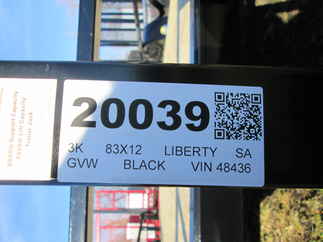 20039
3K 83X12 LIBERTY SA
GVW BLACK VIN 48436